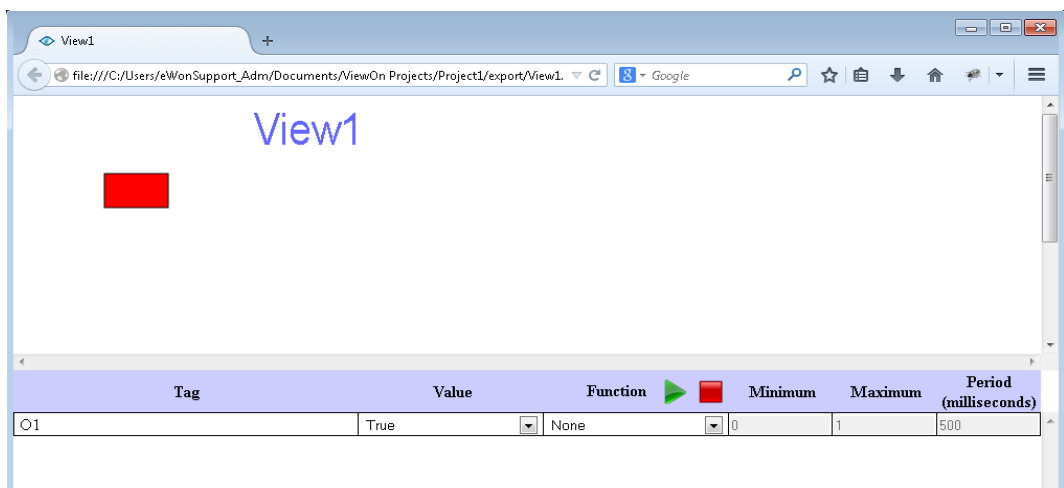 View1
file:///C:/Users/eWonSupport_Adm/Documents/ViewOn Projects/Project1/export/View1. Google
View1
Tag Value Function Minimum Maximum Period (milliseconds)
O1 True None 0 1 500